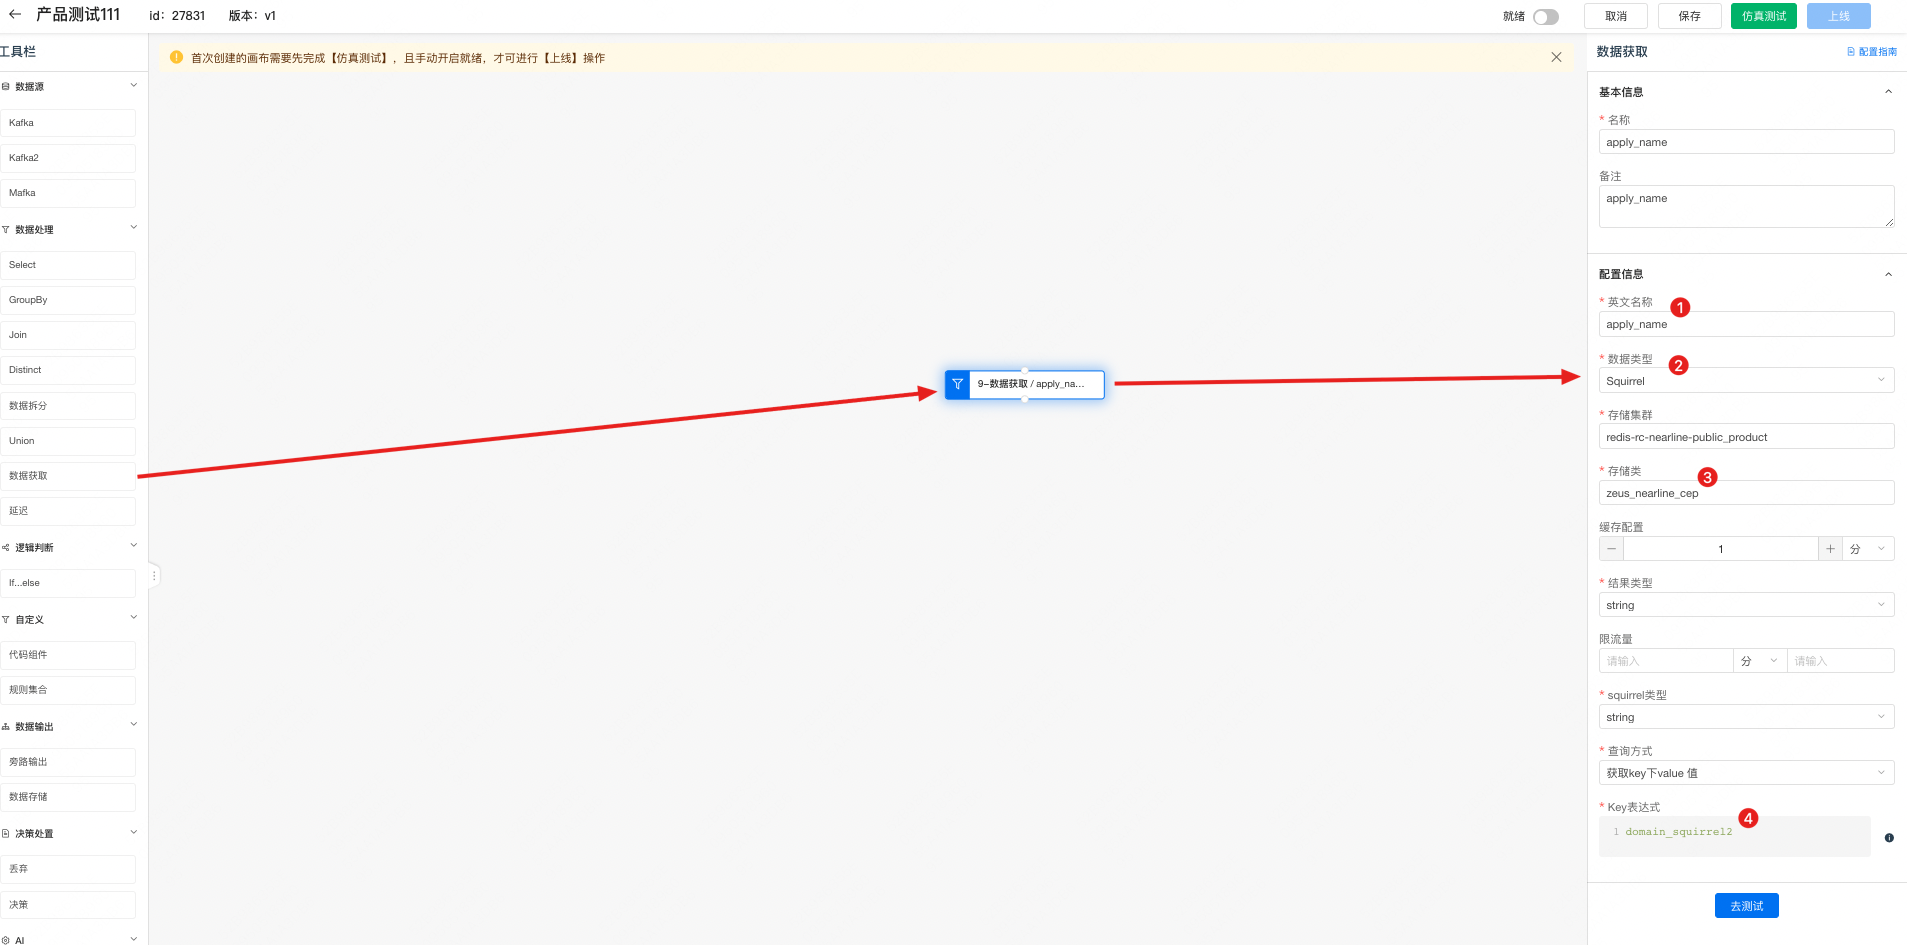 产品测试111
id：27831
版本：v1
就绪
取消
保存
仿真测试
上线
工具栏
数据源
Kafka
Kafka2
Mafka
数据处理
Select
GroupBy
Join
Distinct
数据拆分
Union
数据获取
延迟
逻辑判断
If...else
自定义
代码组件
规则集合
数据输出
旁路输出
数据存储
决策处置
丢弃
决策
AI
首次创建的画布需要先完成【仿真测试】，且手动开启就绪，才可进行【上线】操作
9-数据获取 / apply_na...
数据获取
配置指南
基本信息
* 名称
apply_name
备注
apply_name
配置信息
* 英文名称
1
apply_name
* 数据类型
2
Squirrel
* 存储集群
redis-rc-nearline-public_product
* 存储类
3
zeus_nearline_cep
缓存配置
1
分
* 结果类型
string
限流量
请输入
分
请输入
* squirrel类型
string
* 查询方式
获取key下value 值
* Key表达式
4
1 domain_squirrel2
去测试